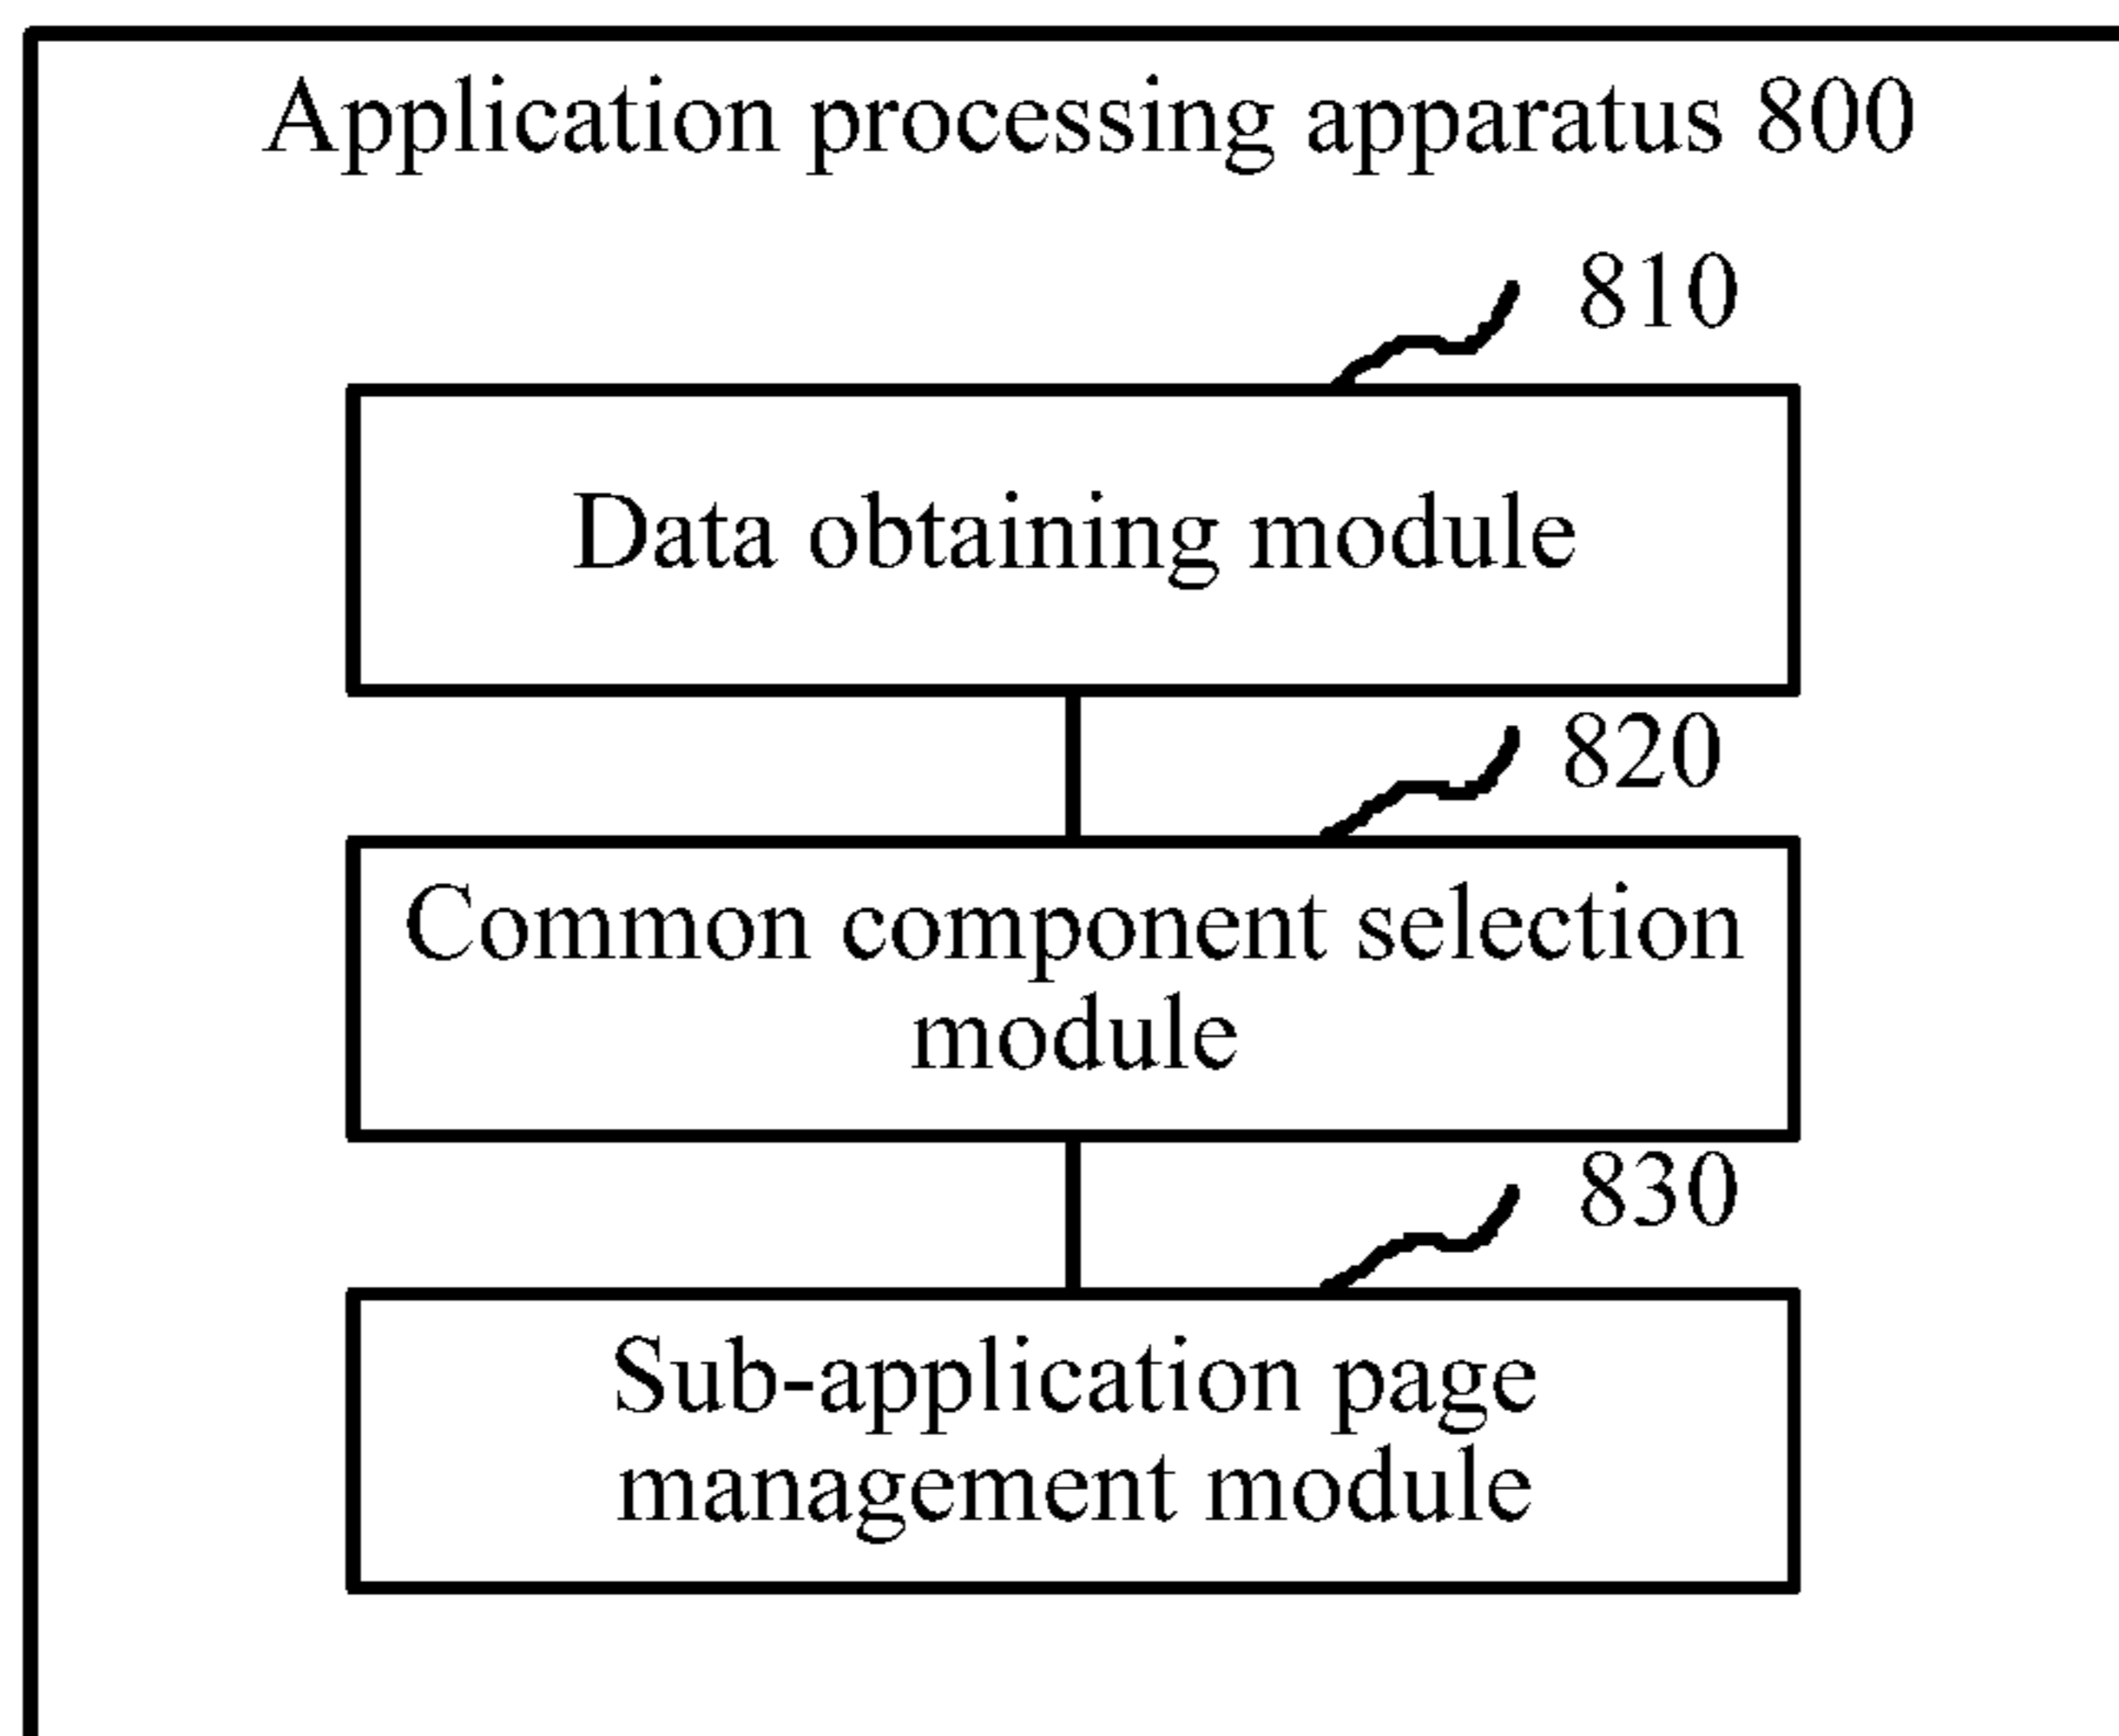 Application processing apparatus 800
810
Data obtaining module
820
Common component selection
module
830
Sub-application page
management module